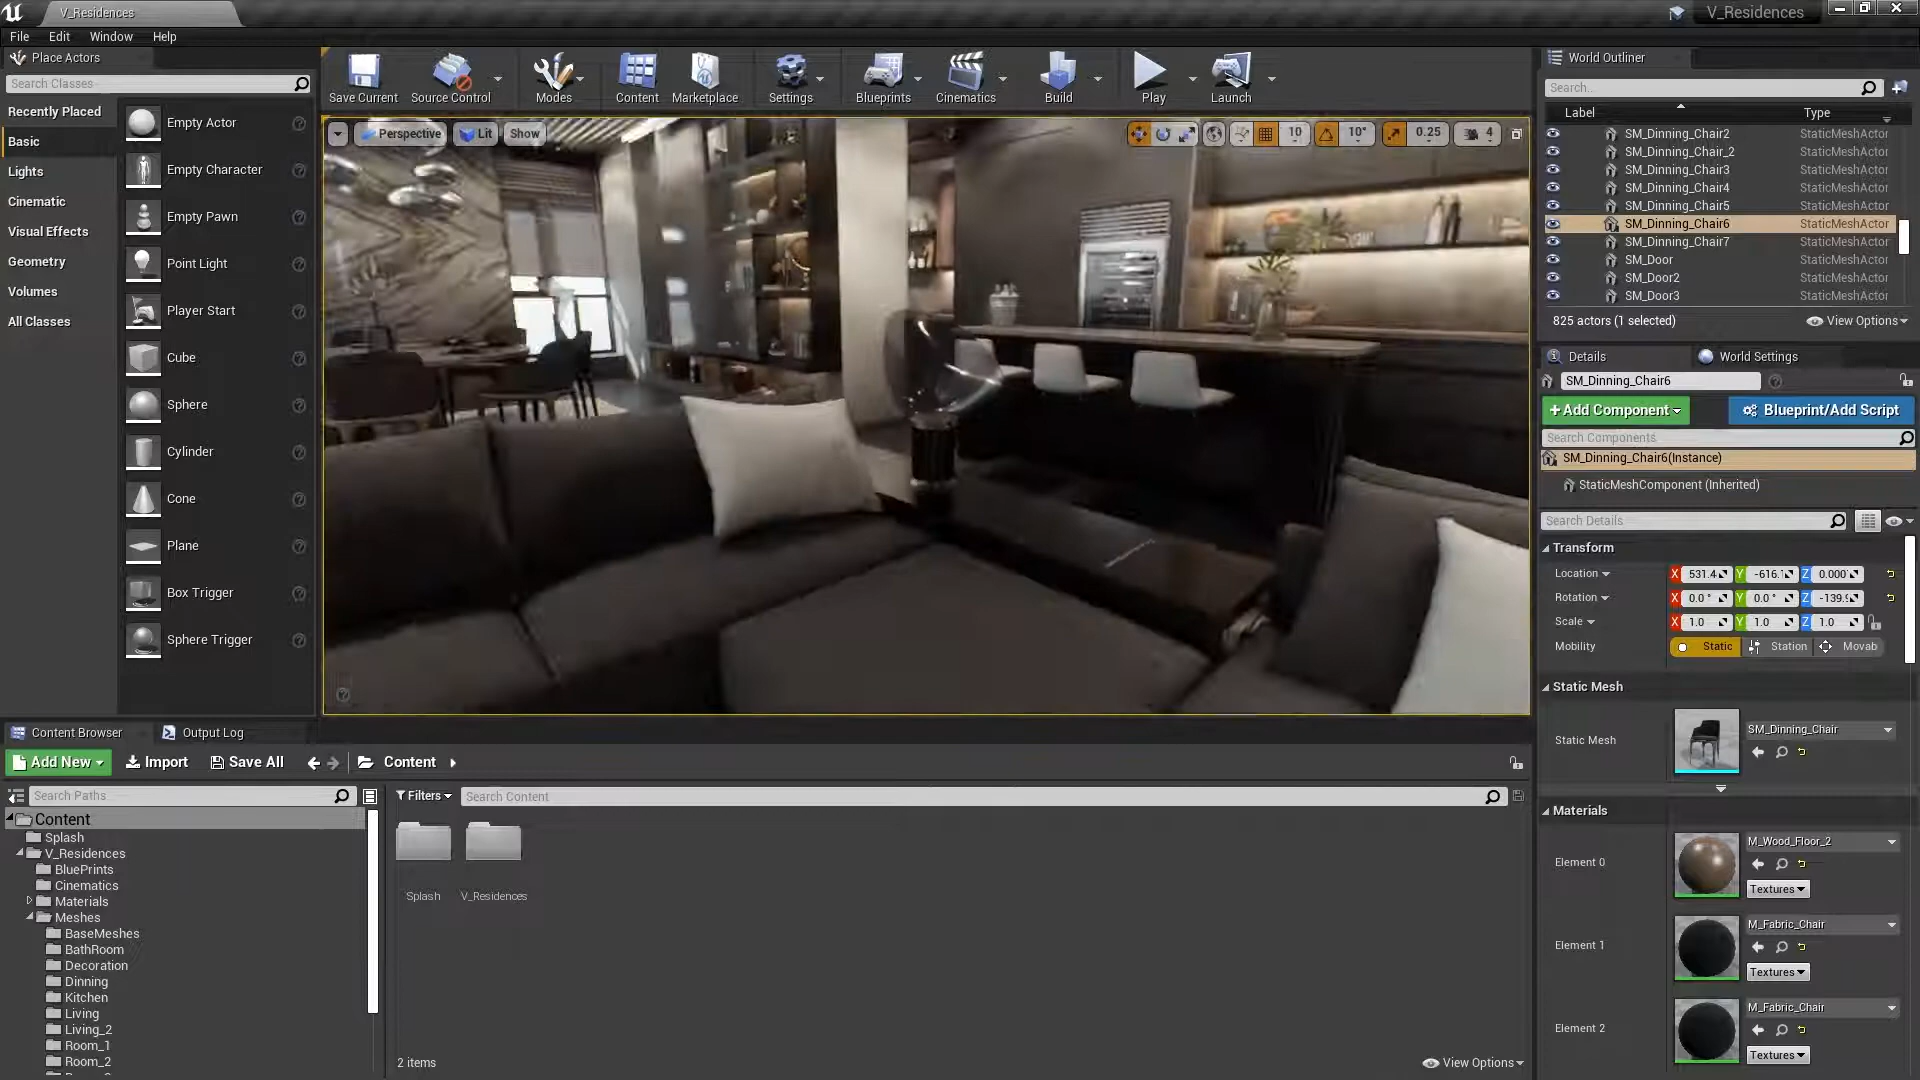 V_Residences
V_Residences
File Edit Window Help
Place Actors
Search Classes
Recently Placed
Basic
Lights
Cinematic
Visual Effects
Geometry
Volumes
All Classes
Empty Actor
Empty Character
Empty Pawn
Point Light
Player Start
Cube
Sphere
Cylinder
Cone
Plane
Box Trigger
Sphere Trigger
Save Current
Source Control
Modes
Content
Marketplace
Settings
Blueprints
Cinematics
Build
Play
Launch
Perspective
Lit
Show
10
10°
0.25
4
World Outliner
Search...
Label Type
SM_Dinning_Chair2 StaticMeshActor
SM_Dinning_Chair_2 StaticMeshActor
SM_Dinning_Chair3 StaticMeshActor
SM_Dinning_Chair4 StaticMeshActor
SM_Dinning_Chair5 StaticMeshActor
SM_Dinning_Chair6 StaticMeshActor
SM_Dinning_Chair7 StaticMeshActor
SM_Door StaticMeshActor
SM_Door2 StaticMeshActor
SM_Door3 StaticMeshActor
825 actors (1 selected) View Options
Details World Settings
SM_Dinning_Chair6
+Add Component Blueprint/Add Script
Search Components
SM_Dinning_Chair6(Instance)
StaticMeshComponent (Inherited)
Search Details
Transform
Location X 531.4 Y -616.1 Z 0.000
Rotation X 0.0 ° Y 0.0 ° Z -139.9
Scale X 1.0 Y 1.0 Z 1.0
Mobility Static Station Movab
Static Mesh
Static Mesh SM_Dinning_Chair
Materials
Element 0 M_Wood_Floor_2
Textures
Element 1 M_Fabric_Chair
Textures
Element 2 M_Fabric_Chair
Textures
Content Browser Output Log
Add New Import Save All Content
Search Paths
Filters Search Content
Content
Splash
V_Residences
BluePrints
Cinematics
Materials
Meshes
BaseMeshes
BathRoom
Decoration
Dinning
Kitchen
Living
Living_2
Room_1
Room_2
Splash V_Residences
2 items View Options